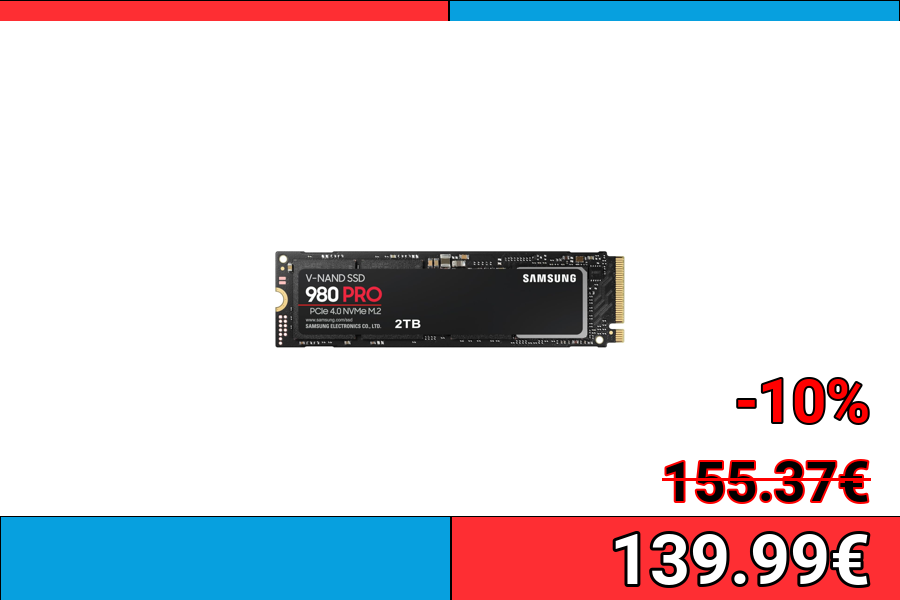 V-NAND SSD
980 PRO
PCIe 4.0 NVMe M.2
www.samsung.com/ssd
SAMSUNG ELECTRONICS CO., LTD.
2TB
SAMSUNG
-10%
155.37€
139.99€